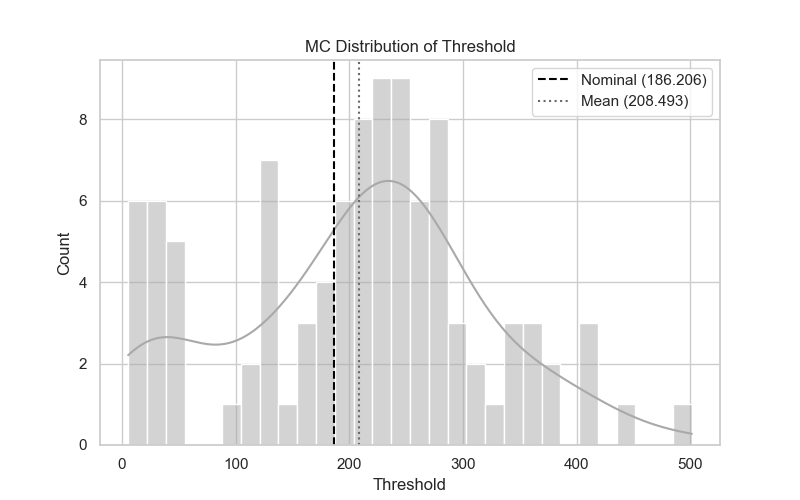 MC Distribution of Threshold
Nominal (186.206)
Mean (208.493)
8
6
4
2
0
Count
0 100 200 300 400 500
Threshold